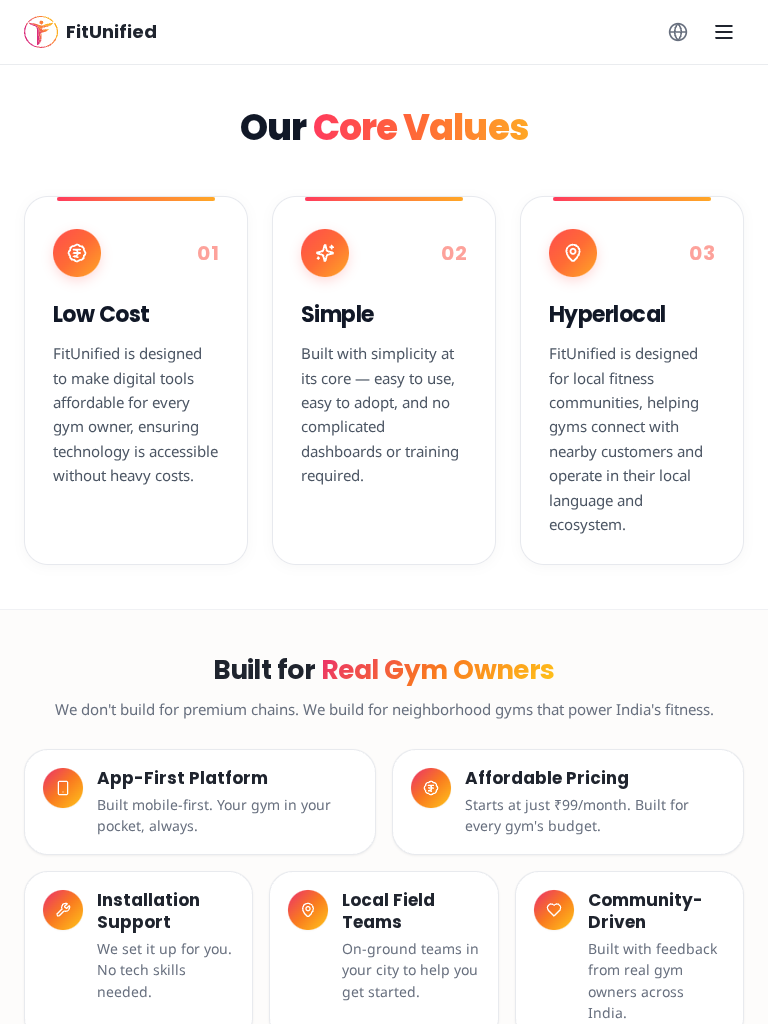 FitUnified
Our Core Values
01
Low Cost
FitUnified is designed
to make digital tools
affordable for every
gym owner, ensuring
technology is accessible
without heavy costs.
02
Simple
Built with simplicity at
its core — easy to use,
easy to adopt, and no
complicated
dashboards or training
required.
03
Hyperlocal
FitUnified is designed
for local fitness
communities, helping
gyms connect with
nearby customers and
operate in their local
language and
ecosystem.
Built for Real Gym Owners
We don't build for premium chains. We build for neighborhood gyms that power India's fitness.
App-First Platform
Built mobile-first. Your gym in your
pocket, always.
Affordable Pricing
Starts at just ₹99/month. Built for
every gym's budget.
Installation
Support
We set it up for you.
No tech skills
needed.
Local Field
Teams
On-ground teams in
your city to help you
get started.
Community-
Driven
Built with feedback
from real gym
owners across
India.